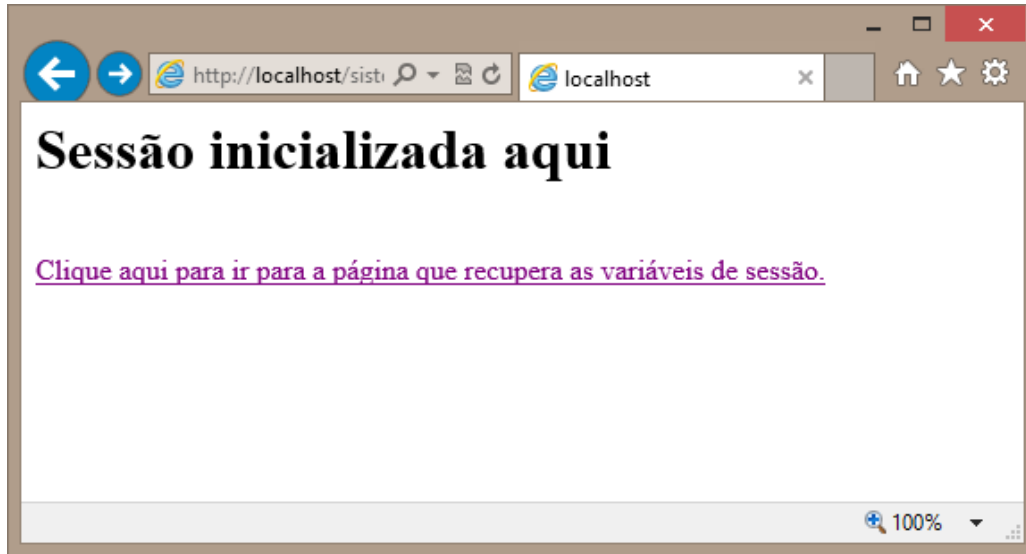 http://localhost/sist
localhost
Sessão inicializada aqui
Clique aqui para ir para a página que recupera as variáveis de sessão.
100%